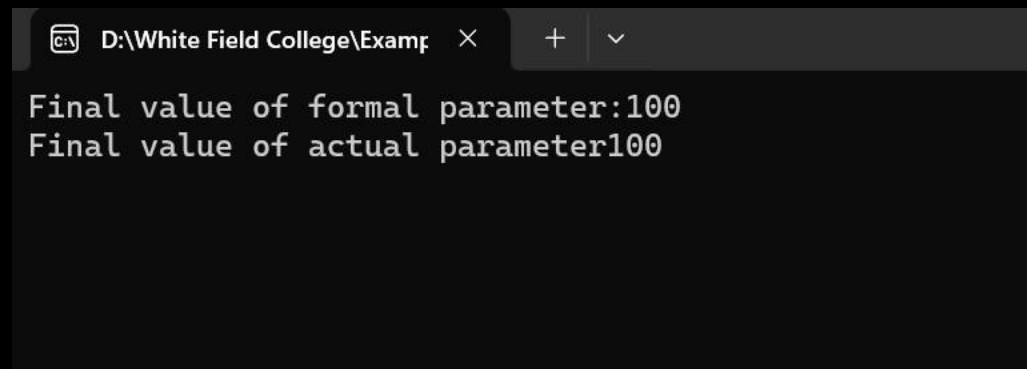 D:\White Field College\Examp
Final value of formal parameter:100
Final value of actual parameter100